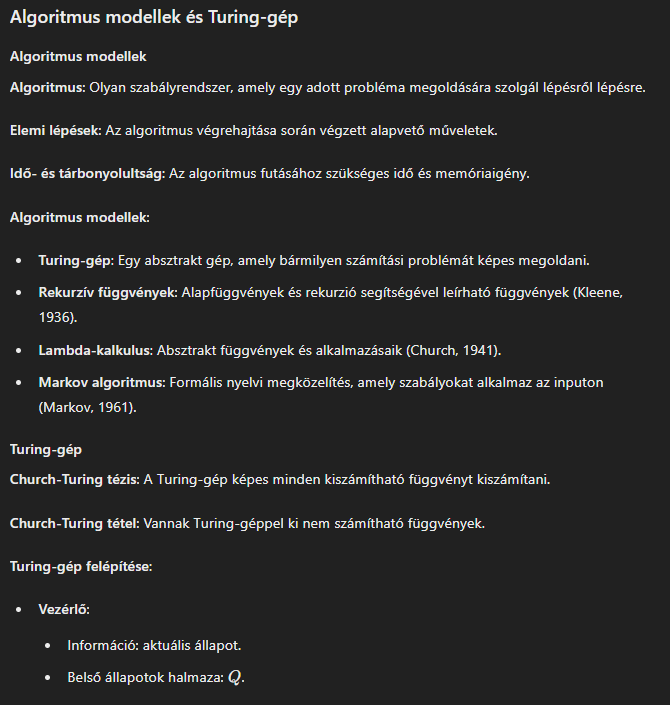 Algoritmus modellek és Turing-gép
Algoritmus modellek
Algoritmus: Olyan szabályrendszer, amely egy adott probléma megoldására szolgál lépésről lépésre.
Elemi lépések: Az algoritmus végrehajtása során végzett alapvető műveletek.
Idő- és tárbonyolultság: Az algoritmus futásához szükséges idő és memóriaigény.
Algoritmus modellek:
• Turing-gép: Egy absztrakt gép, amely bármilyen számítási problémát képes megoldani.
• Rekurzív függvények: Alapfüggvények és rekurzió segítségével leírható függvények (Kleene,
1936).
• Lambda-kalkulus: Absztrakt függvények és alkalmazásaik (Church, 1941).
• Markov algoritmus: Formális nyelvi megközelítés, amely szabályokat alkalmaz az inputon
(Markov, 1961).
Turing-gép
Church-Turing tézis: A Turing-gép képes minden kiszámítható függvényt kiszámítani.
Church-Turing tétel: Vannak Turing-géppel ki nem számítható függvények.
Turing-gép felépítése:
• Vezérlő:
• Információ: aktuális állapot.
• Belső állapotok halmaza: Q.